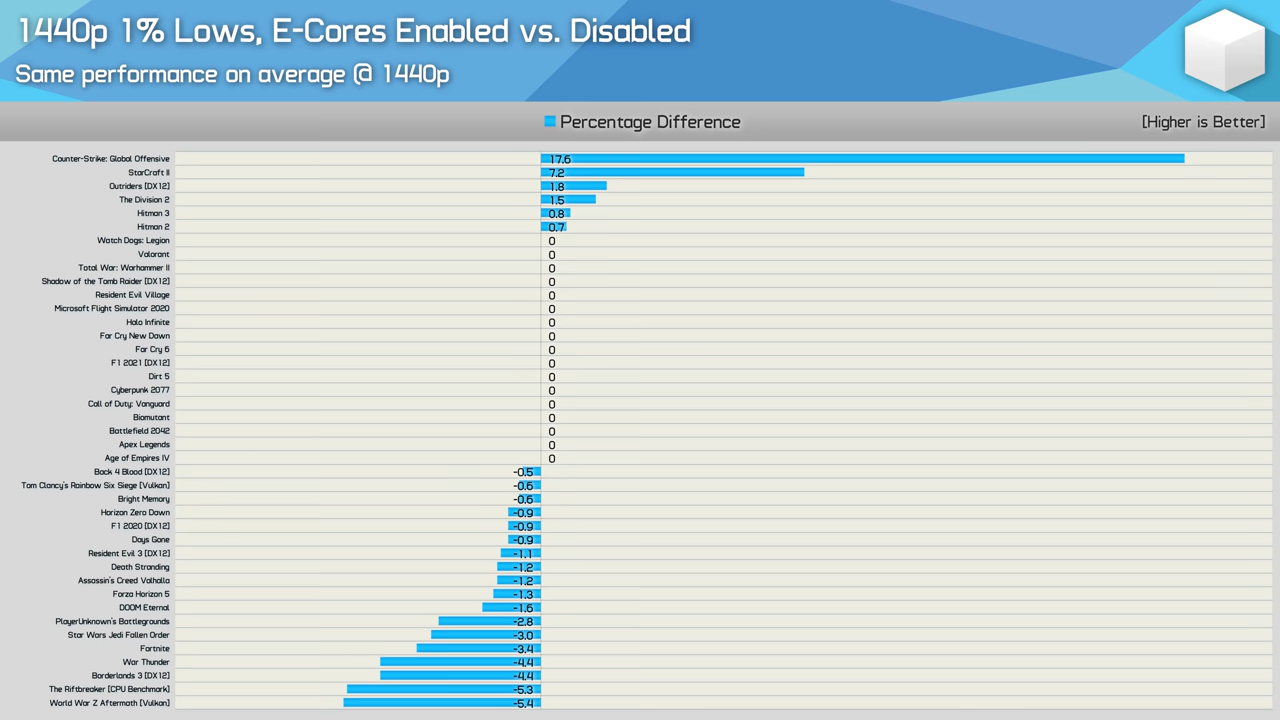 1440p 1% Lows, E-Cores Enabled vs. Disabled
Same performance on average @ 1440p
Percentage Difference [Higher is Better]
Counter-Strike: Global Offensive 17.6
StarCraft II 7.2
Outriders [DX12] 1.8
The Division 2 1.5
Hitman 3 0.8
Hitman 2 0.7
Watch Dogs: Legion 0
Valorant 0
Total War: Warhammer II 0
Shadow of the Tomb Raider [DX12] 0
Resident Evil Village 0
Microsoft Flight Simulator 2020 0
Halo Infinite 0
Far Cry New Dawn 0
Far Cry 6 0
F1 2021 [DX12] 0
Dirt 5 0
Cyberpunk 2077 0
Call of Duty: Vanguard 0
Biomutant 0
Battlefield 2042 0
Apex Legends 0
Age of Empires IV 0
Back 4 Blood [DX12] -0.5
Tom Clancy's Rainbow Six Siege [Vulkan] -0.6
Bright Memory -0.6
Horizon Zero Dawn -0.9
F1 2020 [DX12] -0.9
Days Gone -0.9
Resident Evil 3 [DX12] -1.1
Death Stranding -1.2
Assassin's Creed Valhalla -1.2
Forza Horizon 5 -1.3
DOOM Eternal -1.6
PlayerUnknown's Battlegrounds -2.8
Star Wars Jedi Fallen Order -3.0
Fortnite -3.4
War Thunder -4.4
Borderlands 3 [DX12] -4.4
The Riftbreaker [CPU Benchmark] -5.3
World War Z Aftermath [Vulkan] -5.4